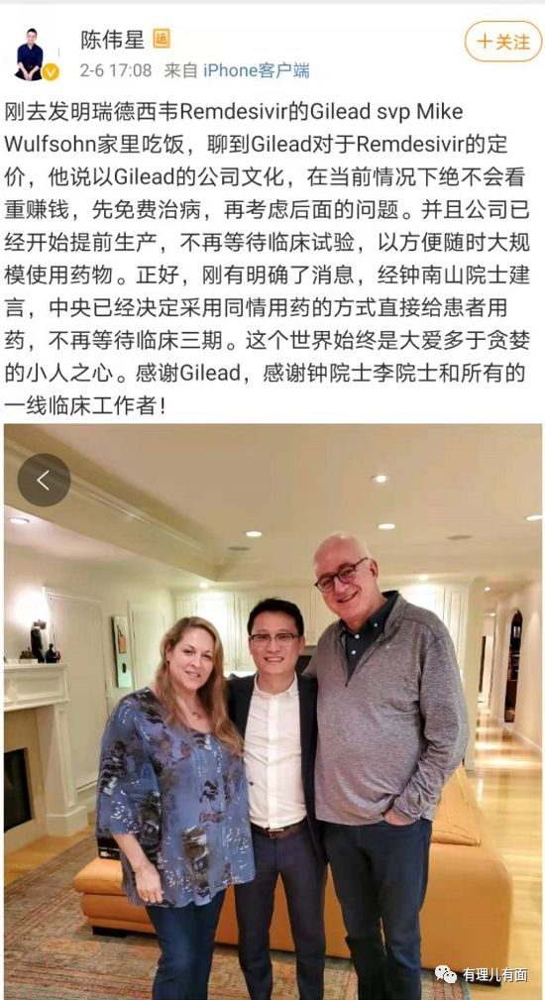 陈伟星 运
+关注
2-6 17:08 来自 iPhone客户端
刚去发明瑞德西韦Remdesivir的Gilead svp Mike
Wulfsohn家里吃饭，聊到Gilead对于Remdesivir的定
价，他说以Gilead的公司文化，在当前情况下绝不会看
重赚钱，先免费治病，再考虑后面的问题。并且公司已
经开始提前生产，不再等待临床试验，以方便随时大规
模使用药物。正好，刚有明确了消息，经钟南山院士建
言，中央已经决定采用同情用药的方式直接给患者用
药，不再等待临床三期。这个世界始终是大爱多于贪婪
的小人之心。感谢Gilead，感谢钟院士李院士和所有的
一线临床工作者！
有理儿有面